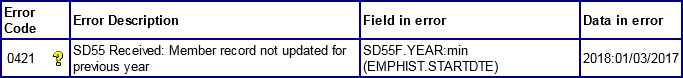 Error Code
Error Description
Field in error
Data in error
0421
SD55 Received: Member record not updated for
previous year
SD55F.YEAR:min
(EMPHIST.STARTDTE)
2018:01/03/2017